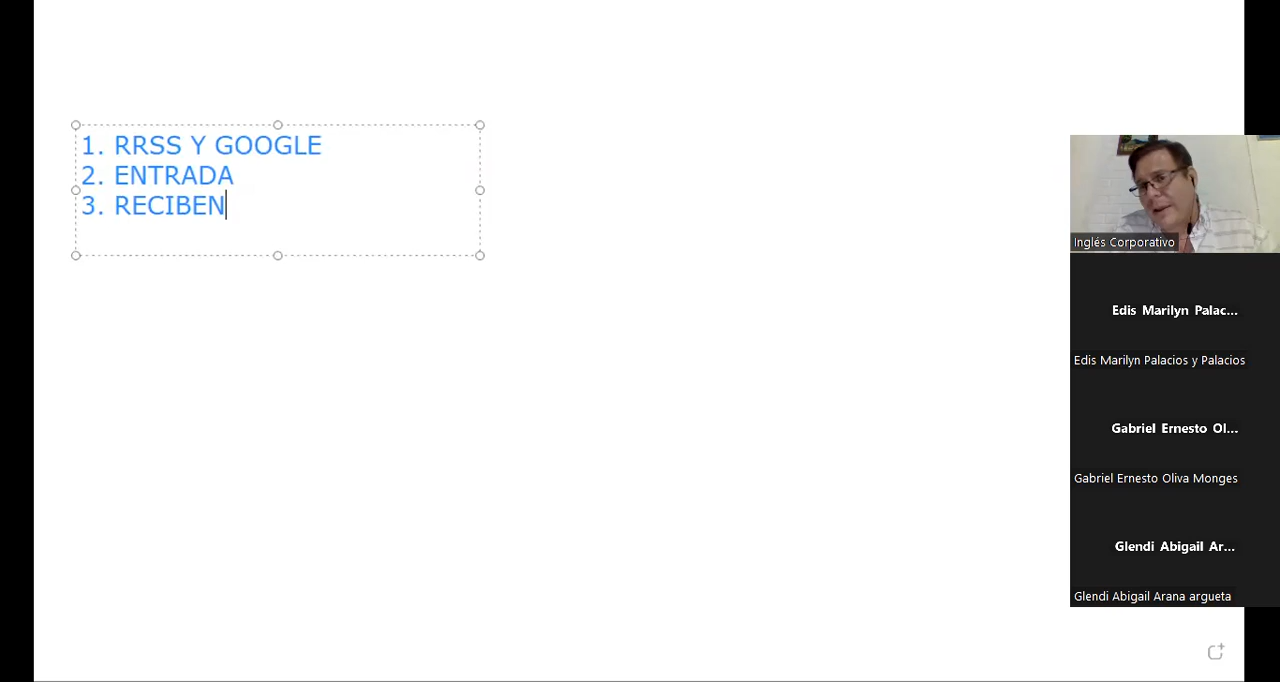 1. RRSS Y GOOGLE
2. ENTRADA
3. RECIBEN
Inglés Corporativo
Edis Marilyn Palac...
Edis Marilyn Palacios y Palacios
Gabriel Ernesto Ol...
Gabriel Ernesto Oliva Monges
Glendi Abigail Ar...
Glendi Abigail Arana argueta